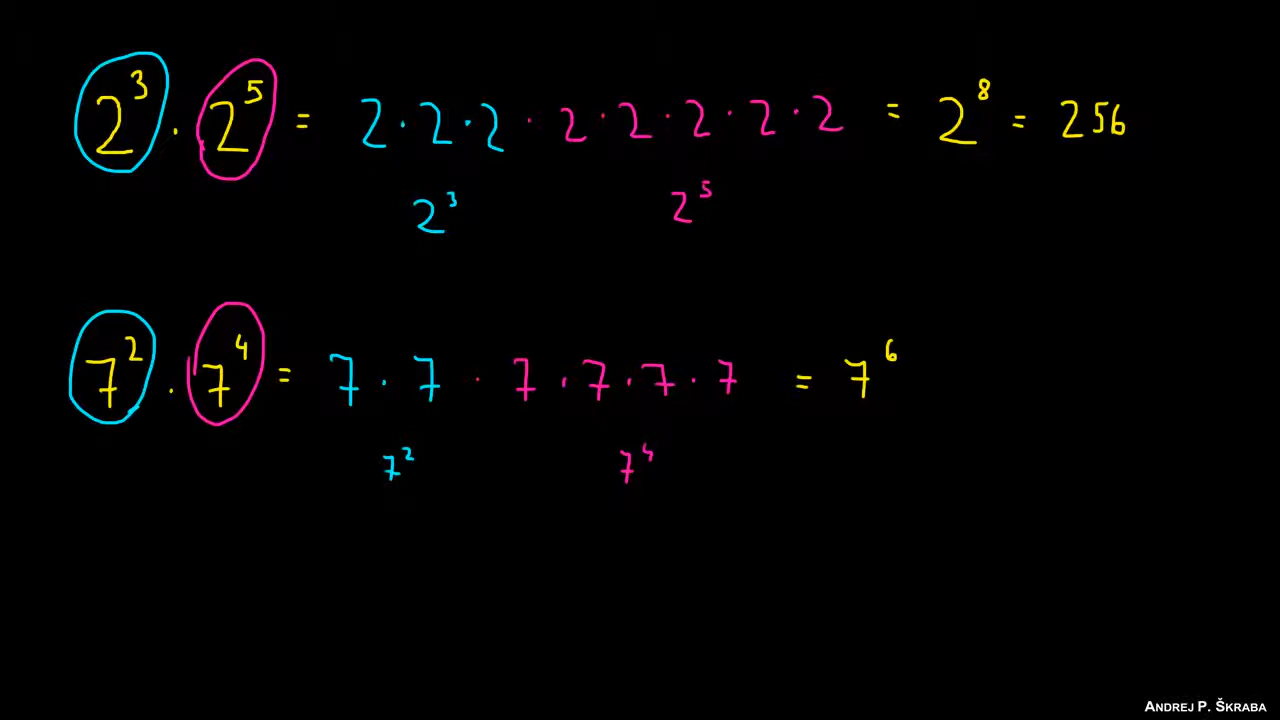 2³ · 2⁵ = 2 · 2 · 2 · 2 · 2 · 2 · 2 · 2 = 2⁸ = 256
2³ 2⁵
7² · 7⁴ = 7 · 7 · 7 · 7 · 7 · 7 = 7⁶
7² 7⁴
ANDREJ P. ŠKRABA